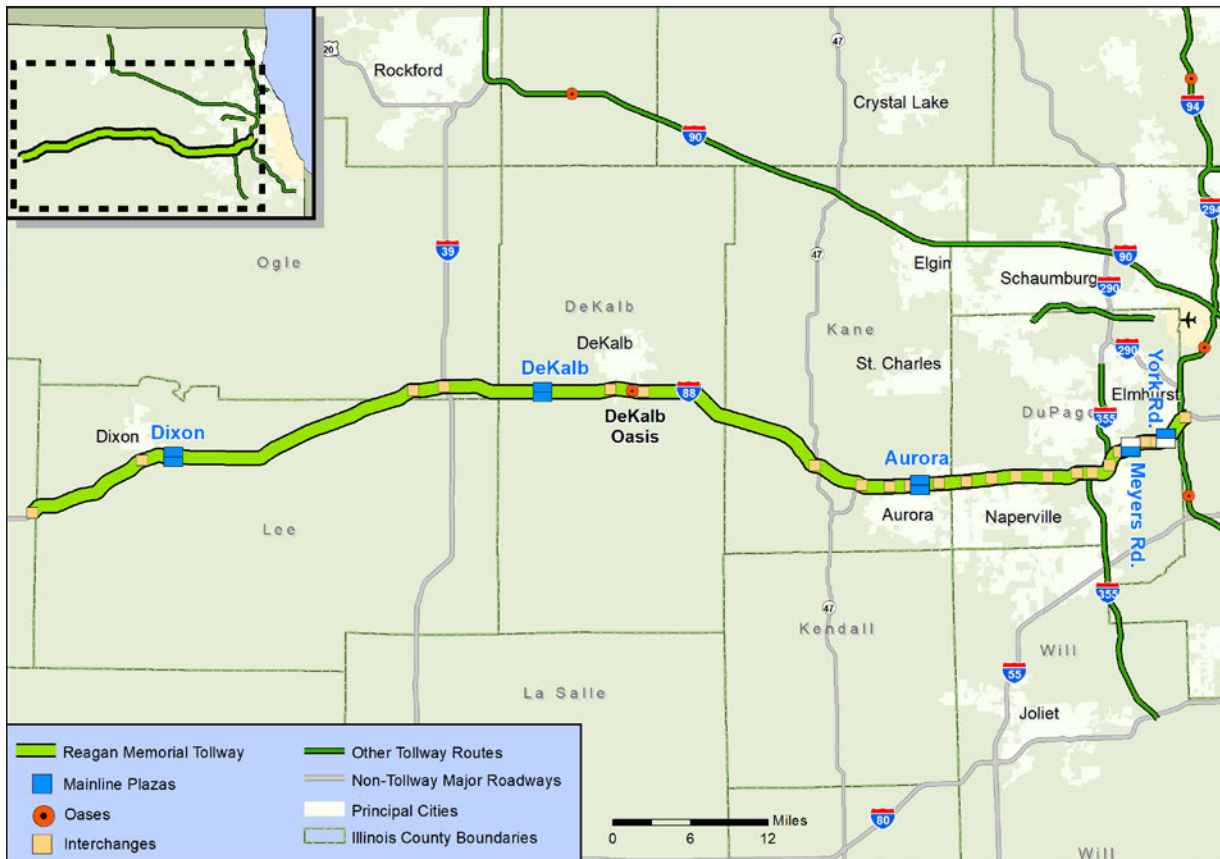 20
Rockford
47
Crystal Lake
94
90
294
39
Ogle
47
Elgin
90
Schaumburg
290
DeKalb
DeKalb
Kane
St. Charles
290
York Rd.
Elmhurst
DeKalb
88
DeKalb
Oasis
DuPage
355
Dixon
Dixon
Aurora
Meyers Rd.
Aurora
Naperville
Lee
355
47
Kendall
Will
55
La Salle
Joliet
Reagan Memorial Tollway
Mainline Plazas
Oases
Interchanges
Other Tollway Routes
Non-Tollway Major Roadways
Principal Cities
Illinois County Boundaries
Miles
0 6 12
80
Will